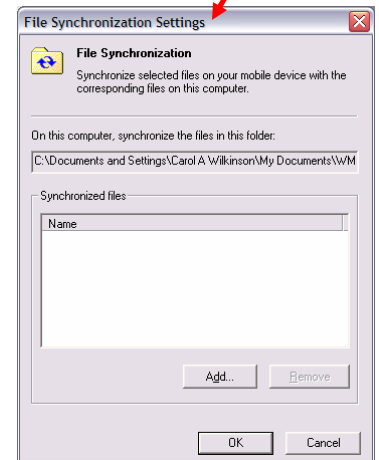 File Synchronization Settings
File Synchronization
Synchronize selected files on your mobile device with the
corresponding files on this computer.
On this computer, synchronize the files in this folder:
C:\Documents and Settings\Carol A Wilkinson\My Documents\WM
Synchronized files
Name
Add...
Remove
OK
Cancel